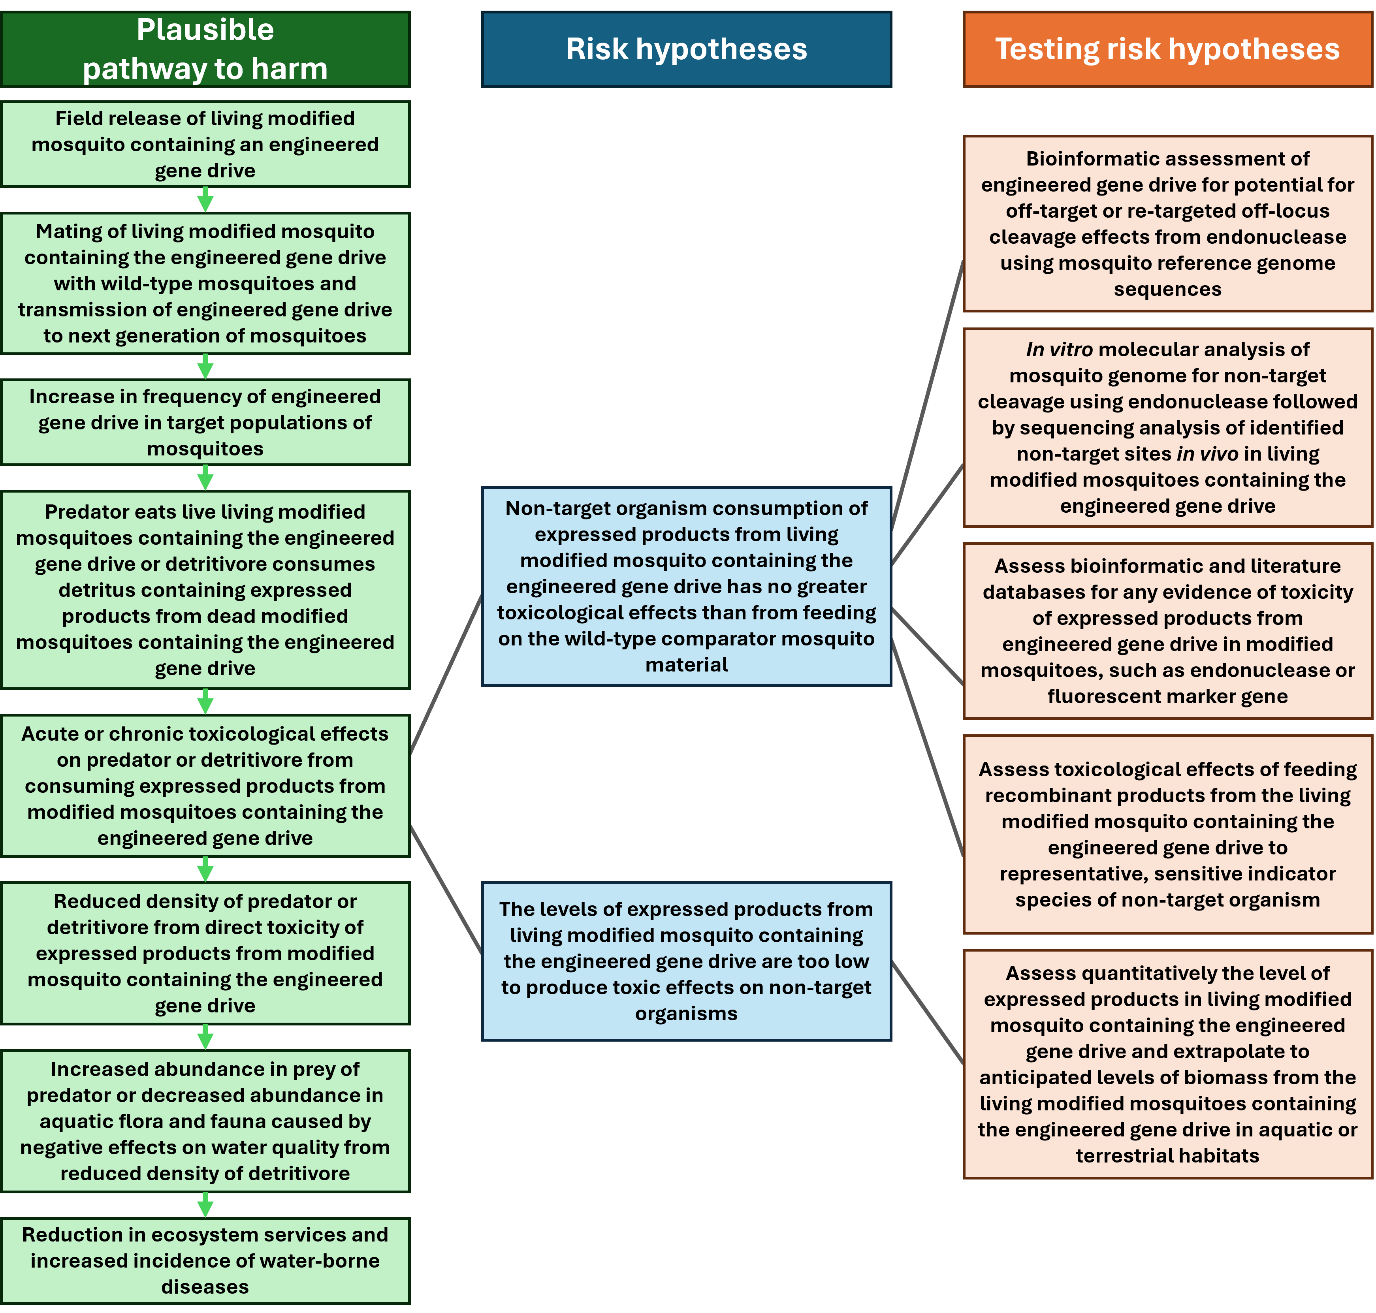 Plausible
pathway to harm
Field release of living modified
mosquito containing an engineered
gene drive
Mating of living modified mosquito
containing the engineered gene drive
with wild-type mosquitoes and
transmission of engineered gene drive
to next generation of mosquitoes
Increase in frequency of engineered
gene drive in target populations of
mosquitoes
Predator eats live living modified
mosquitoes containing the engineered
gene drive or detritivore consumes
detritus containing expressed
products from dead modified
mosquitoes containing the engineered
gene drive
Acute or chronic toxicological effects
on predator or detritivore from
consuming expressed products from
modified mosquitoes containing the
engineered gene drive
Reduced density of predator or
detritivore from direct toxicity of
expressed products from modified
mosquito containing the engineered
gene drive
Increased abundance in prey of
predator or decreased abundance in
aquatic flora and fauna caused by
negative effects on water quality from
reduced density of detritivore
Reduction in ecosystem services and
increased incidence of water-borne
diseases
Risk hypotheses
Non-target organism consumption of
expressed products from living
modified mosquito containing the
engineered gene drive has no greater
toxicological effects than from feeding
on the wild-type comparator mosquito
material
The levels of expressed products from
living modified mosquito containing
the engineered gene drive are too low
to produce toxic effects on non-target
organisms
Testing risk hypotheses
Bioinformatic assessment of
engineered gene drive for potential for
off-target or re-targeted off-locus
cleavage effects from endonuclease
using mosquito reference genome
sequences
In vitro molecular analysis of
mosquito genome for non-target
cleavage using endonuclease followed
by sequencing analysis of identified
non-target sites in vivo in living
modified mosquitoes containing the
engineered gene drive
Assess bioinformatic and literature
databases for any evidence of toxicity
of expressed products from
engineered gene drive in modified
mosquitoes, such as endonuclease or
fluorescent marker gene
Assess toxicological effects of feeding
recombinant products from the living
modified mosquito containing the
engineered gene drive to
representative, sensitive indicator
species of non-target organism
Assess quantitatively the level of
expressed products in living modified
mosquito containing the engineered
gene drive and extrapolate to
anticipated levels of biomass from the
living modified mosquitoes containing
the engineered gene drive in aquatic or
terrestrial habitats